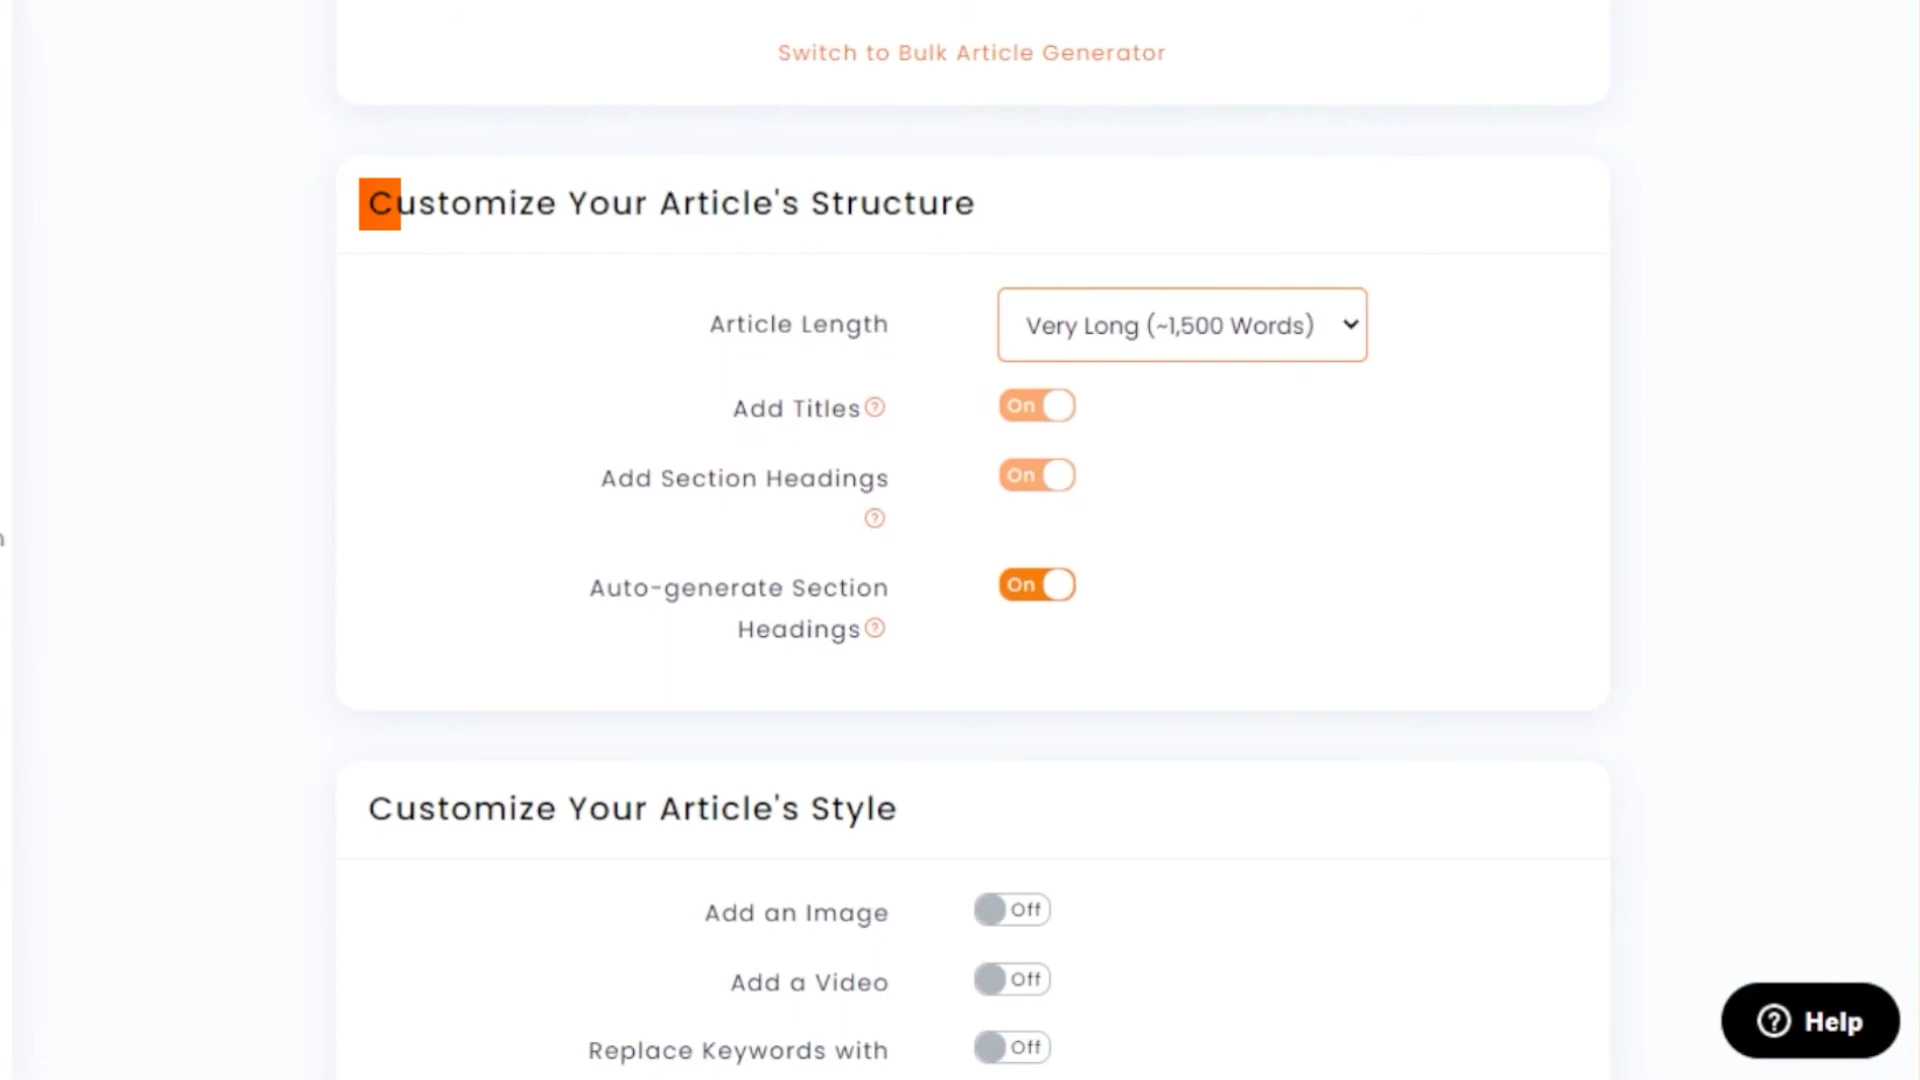 Switch to Bulk Article Generator
Customize Your Article's Structure
Article Length
Very Long (~1,500 Words)
Add Titles
On
Add Section Headings
On
Auto-generate Section
Headings
On
Customize Your Article's Style
Add an Image
Off
Add a Video
Off
Replace Keywords with
Off
Help